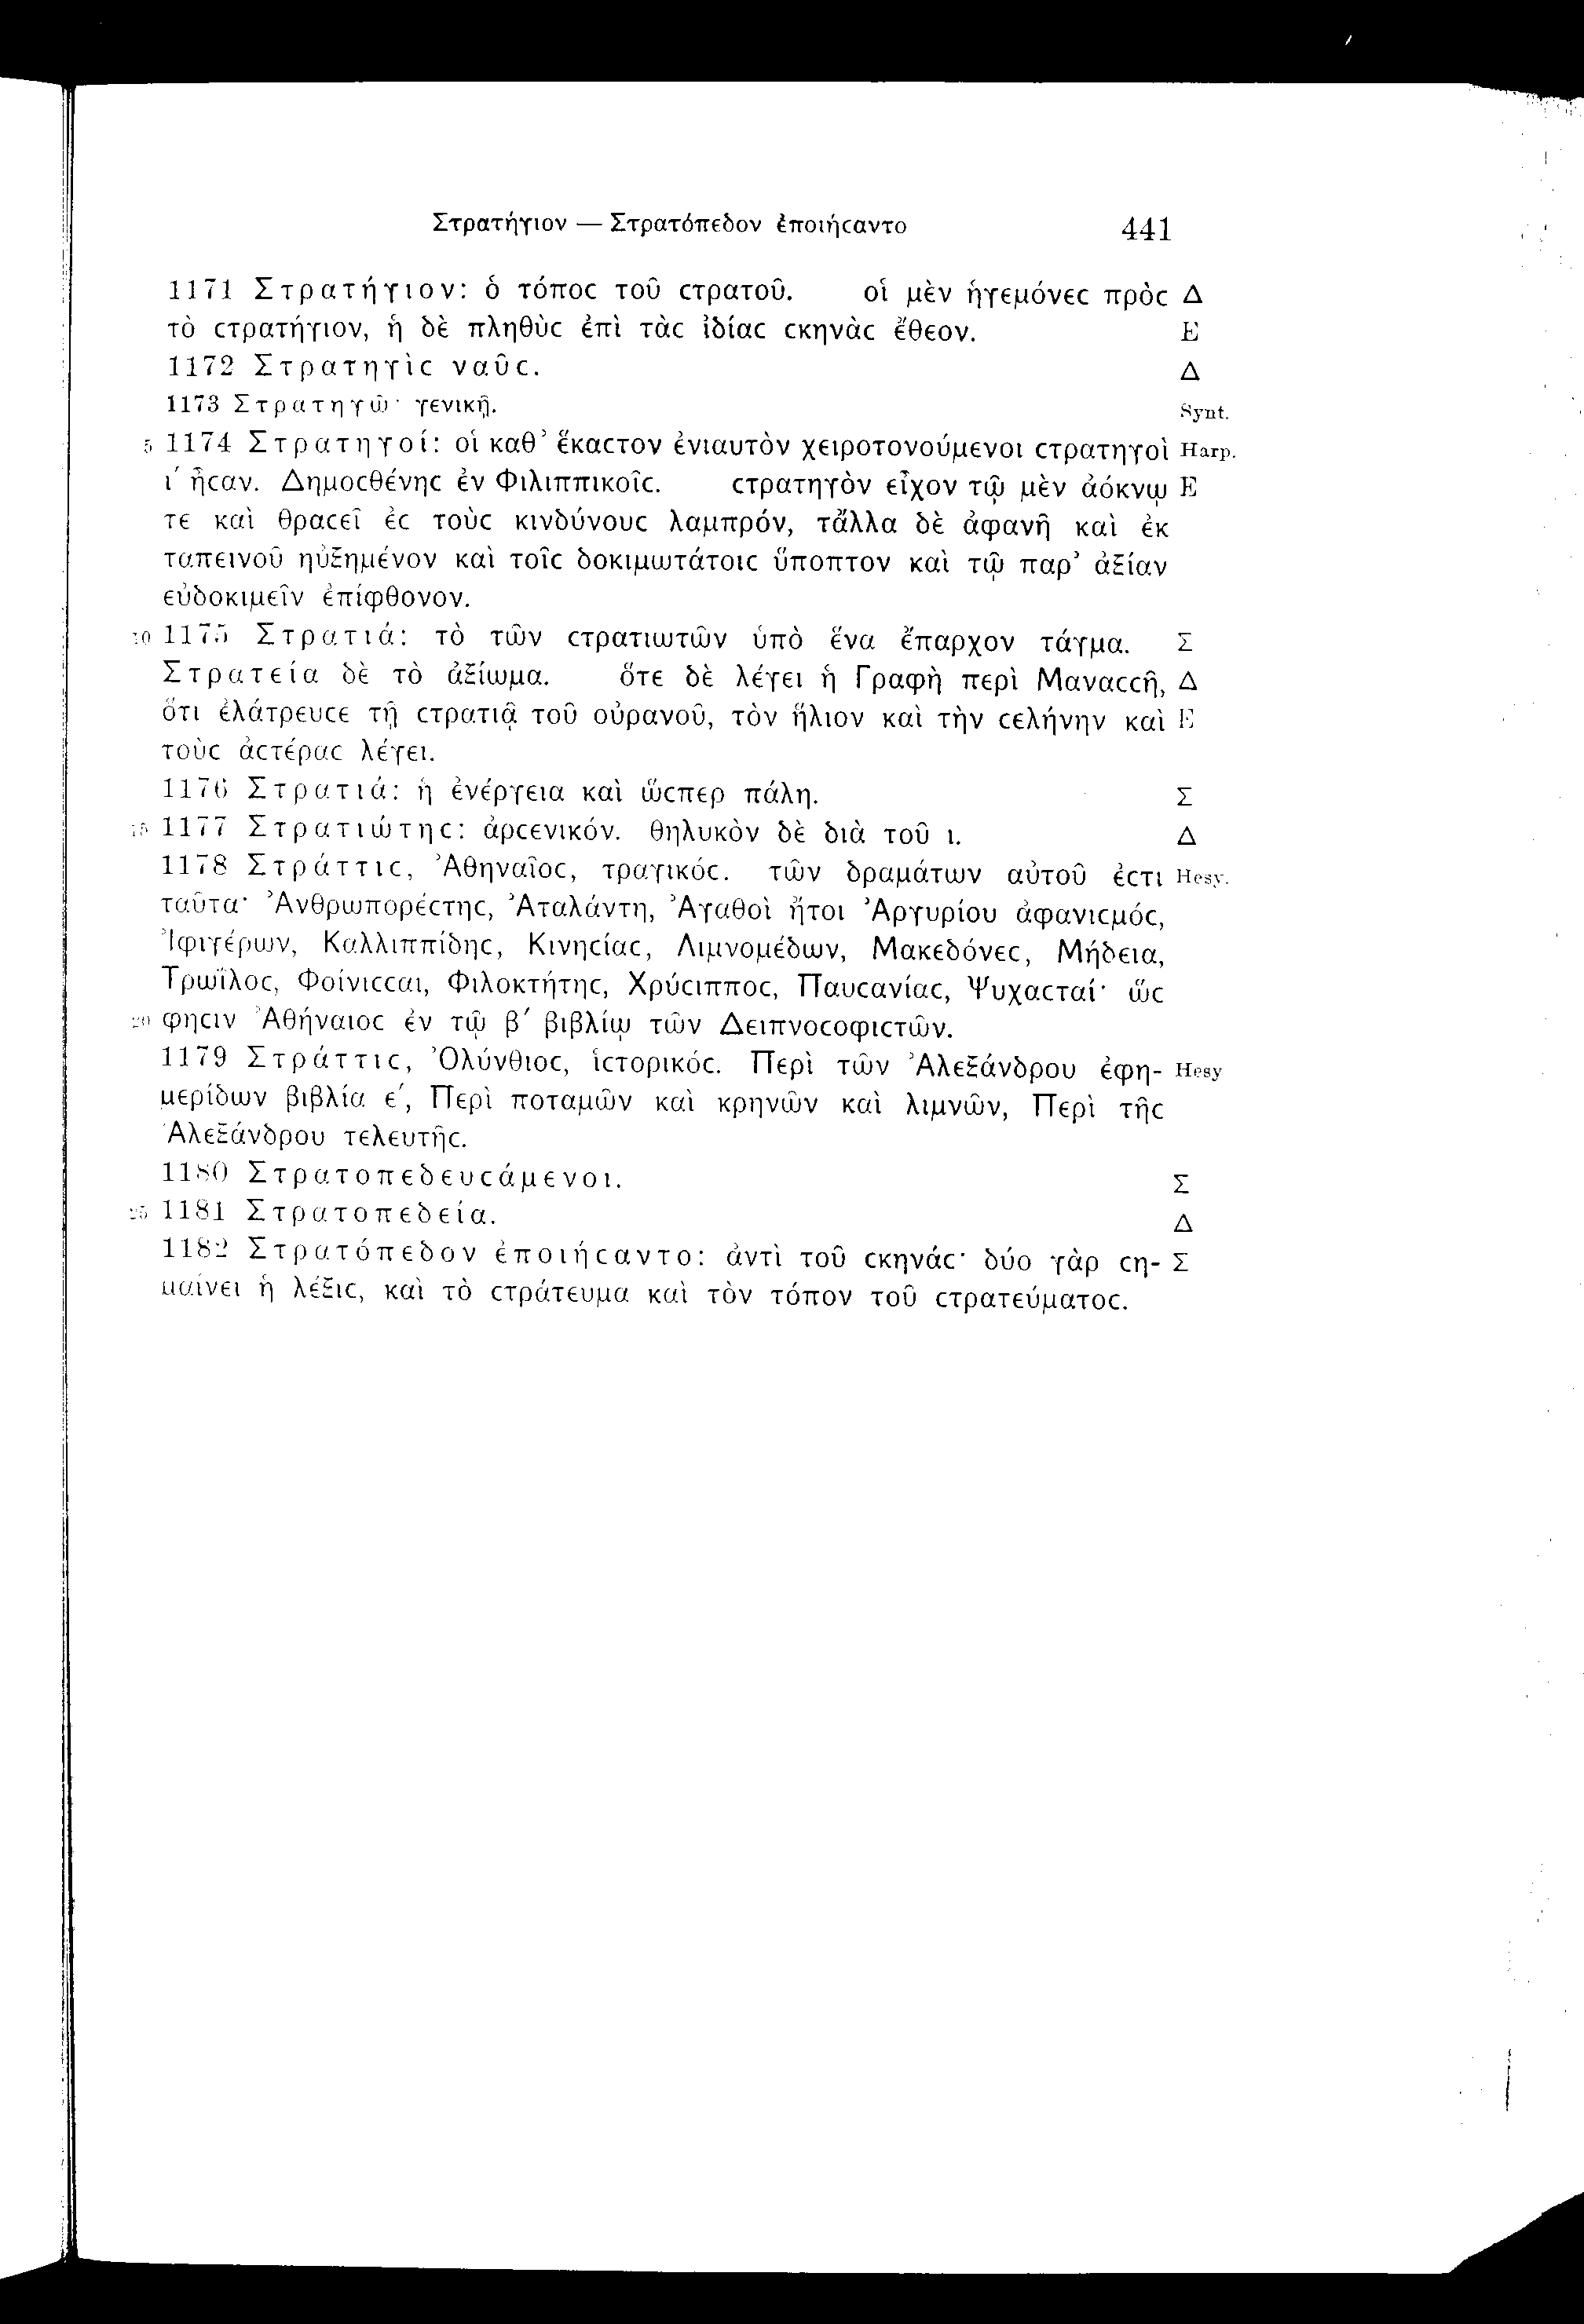 Στρατήγιον — Στρατόπεδον ἐποιήϲαντο 441
1171 Στρατήγιον: ὁ τόποϲ τοῦ ϲτρατοῦ. οἱ μὲν ἡγεμόνεϲ πρὸϲ Δ
τὸ ϲτρατήγιον, ἡ δὲ πληθὺϲ ἐπὶ τὰϲ ἰδίαϲ ϲκηνὰϲ ἔθεον. E
1172 Στρατηγὶϲ ναῦϲ. Δ
1173 Στρατηγῶ· γενικῇ. Synt.
5 1174 Στρατηγοί: οἱ καθ’ ἕκαϲτον ἐνιαυτὸν χειροτονούμενοι ϲτρατηγοὶ Harp.
ι′ ἦϲαν. Δημοϲθένηϲ ἐν Φιλιππικοῖϲ. ϲτρατηγὸν εἶχον τῷ μὲν ἀόκνῳ E
τε καὶ θραϲεῖ ἐϲ τοὺϲ κινδύνουϲ λαμπρόν, τἄλλα δὲ ἀφανῆ καὶ ἐκ
ταπεινοῦ ηὐξημένον καὶ τοῖϲ δοκιμωτάτοιϲ ὕποπτον καὶ τῷ παρ’ ἀξίαν
εὐδοκιμεῖν ἐπίφθονον.
10 1175 Στρατιά: τὸ τῶν ϲτρατιωτῶν ὑπὸ ἕνα ἔπαρχον τάγμα. Σ
Στρατεία δὲ τὸ ἀξίωμα. ὅτε δὲ λέγει ἡ Γραφὴ περὶ Μαναϲϲῆ, Δ
ὅτι ἐλάτρευϲε τῇ ϲτρατιᾷ τοῦ οὐρανοῦ, τὸν ἥλιον καὶ τὴν ϲελήνην καὶ E
τοὺϲ ἀϲτέραϲ λέγει.
1176 Στρατιά: ἡ ἐνέργεια καὶ ὥϲπερ πάλη. Σ
15 1177 Στρατιώτηϲ: ἀρϲενικόν. θηλυκὸν δὲ διὰ τοῦ ι. Δ
1178 Στράττιϲ, Ἀθηναῖοϲ, τραγικόϲ. τῶν δραμάτων αὐτοῦ ἐϲτι Hesy.
ταῦτα· Ἀνθρωπορέϲτηϲ, Ἀταλάντη, Ἀγαθοὶ ἤτοι Ἀργυρίου ἀφανιϲμόϲ,
Ἰφιγέρων, Καλλιππίδηϲ, Κινηϲίαϲ, Λιμνομέδων, Μακεδόνεϲ, Μήδεια,
Τρωΐλοϲ, Φοίνιϲϲαι, Φιλοκτήτηϲ, Χρύϲιπποϲ, Παυϲανίαϲ, Ψυχαϲταί· ὥϲ
20 φηϲιν Ἀθήναιοϲ ἐν τῷ β′ βιβλίῳ τῶν Δειπνοϲοφιϲτῶν.
1179 Στράττιϲ, Ὀλύνθιοϲ, ἱϲτορικόϲ. Περὶ τῶν Ἀλεξάνδρου ἐφη- Hesy
μερίδων βιβλία ε′, Περὶ ποταμῶν καὶ κρηνῶν καὶ λιμνῶν, Περὶ τῆϲ
Ἀλεξάνδρου τελευτῆϲ.
1180 Στρατοπεδευϲάμενοι. Σ
25 1181 Στρατοπεδεία. Δ
1182 Στρατόπεδον ἐποιήϲαντο: ἀντὶ τοῦ ϲκηνάϲ· δύο γὰρ ϲη- Σ
μαίνει ἡ λέξιϲ, καὶ τὸ ϲτράτευμα καὶ τὸν τόπον τοῦ ϲτρατεύματοϲ.